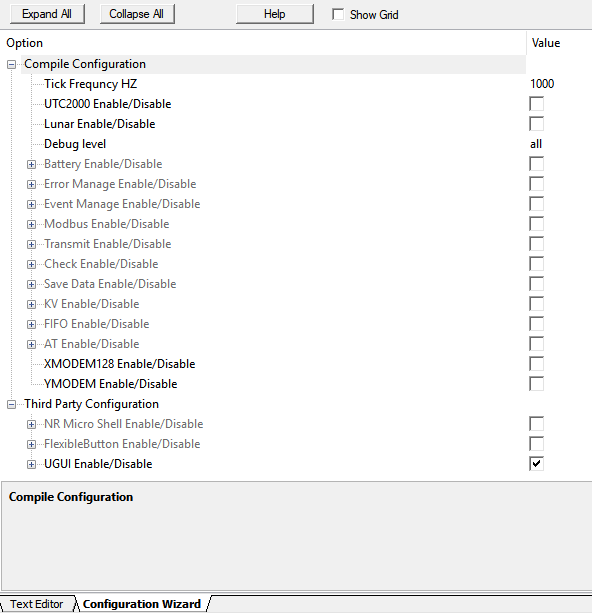 Expand All Collapse All Help Show Grid
Option Value
Compile Configuration
Tick Frequncy HZ 1000
UTC2000 Enable/Disable
Lunar Enable/Disable
Debug level all
Battery Enable/Disable
Error Manage Enable/Disable
Event Manage Enable/Disable
Modbus Enable/Disable
Transmit Enable/Disable
Check Enable/Disable
Save Data Enable/Disable
KV Enable/Disable
FIFO Enable/Disable
AT Enable/Disable
XMODEM128 Enable/Disable
YMODEM Enable/Disable
Third Party Configuration
NR Micro Shell Enable/Disable
FlexibleButton Enable/Disable
UGUI Enable/Disable
Compile Configuration
Text Editor Configuration Wizard